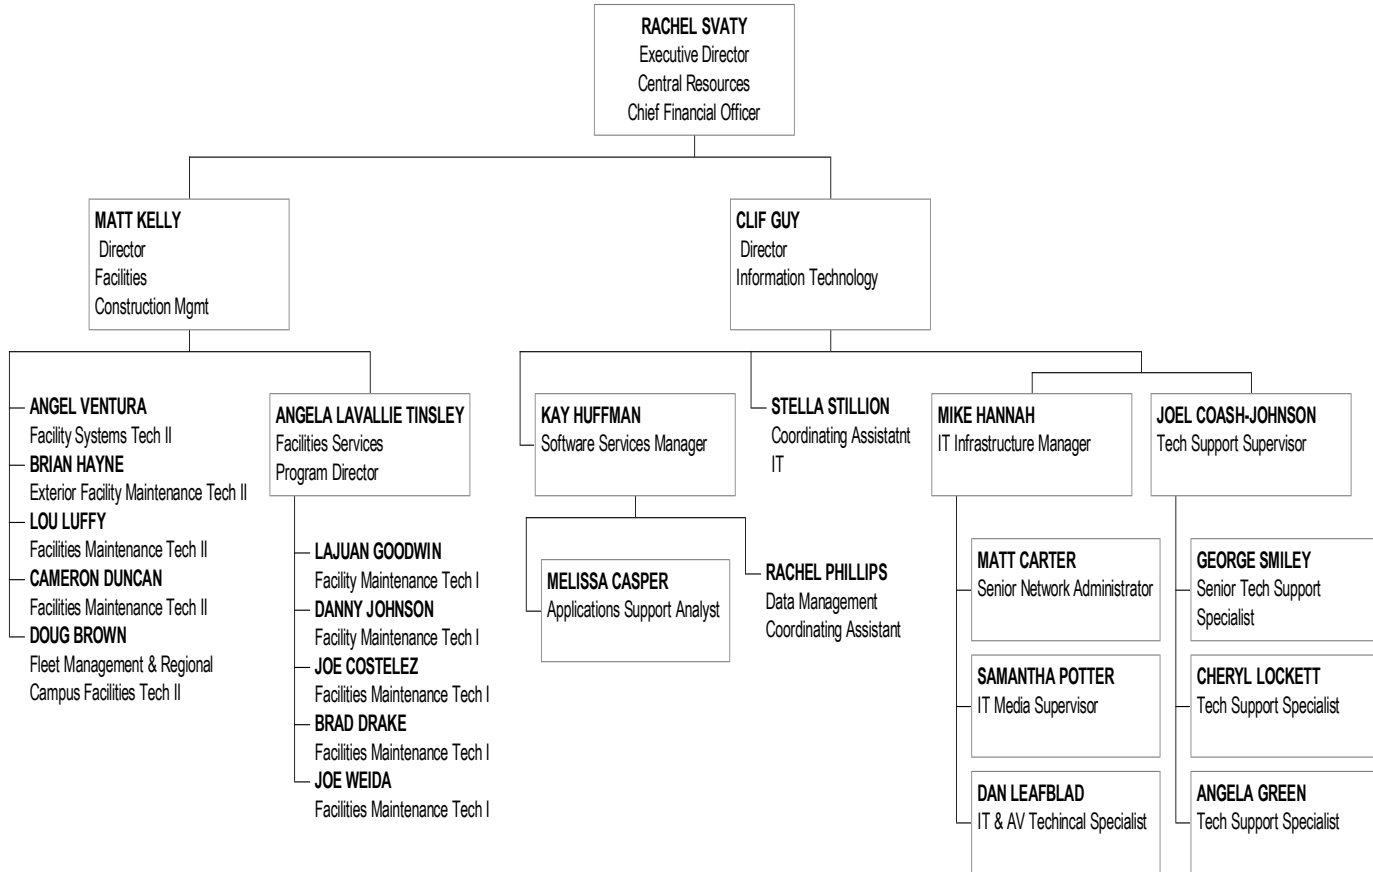 RACHEL SVATY
Executive Director
Central Resources
Chief Financial Officer
MATT KELLY
Director
Facilities
Construction Mgmt
CLIF GUY
Director
Information Technology
ANGEL VENTURA
Facility Systems Tech II
BRIAN HAYNE
Exterior Facility Maintenance Tech II
LOU LUFFY
Facilities Maintenance Tech II
CAMERON DUNCAN
Facilities Maintenance Tech II
DOUG BROWN
Fleet Management & Regional
Campus Facilities Tech II
ANGELA LAVALLIE TINSLEY
Facilities Services
Program Director
LAJUAN GOODWIN
Facility Maintenance Tech I
DANNY JOHNSON
Facility Maintenance Tech I
JOE COSTELEZ
Facilities Maintenance Tech I
BRAD DRAKE
Facilities Maintenance Tech I
JOE WEIDA
Facilities Maintenance Tech I
KAY HUFFMAN
Software Services Manager
MELISSA CASPER
Applications Support Analyst
RACHEL PHILLIPS
Data Management
Coordinating Assistant
STELLA STILLION
Coordinating Assistatnt
IT
MIKE HANNAH
IT Infrastructure Manager
MATT CARTER
Senior Network Administrator
SAMANTHA POTTER
IT Media Supervisor
DAN LEAFBLAD
IT & AV Techincal Specialist
JOEL COASH-JOHNSON
Tech Support Supervisor
GEORGE SMILEY
Senior Tech Support
Specialist
CHERYL LOCKETT
Tech Support Specialist
ANGELA GREEN
Tech Support Specialist